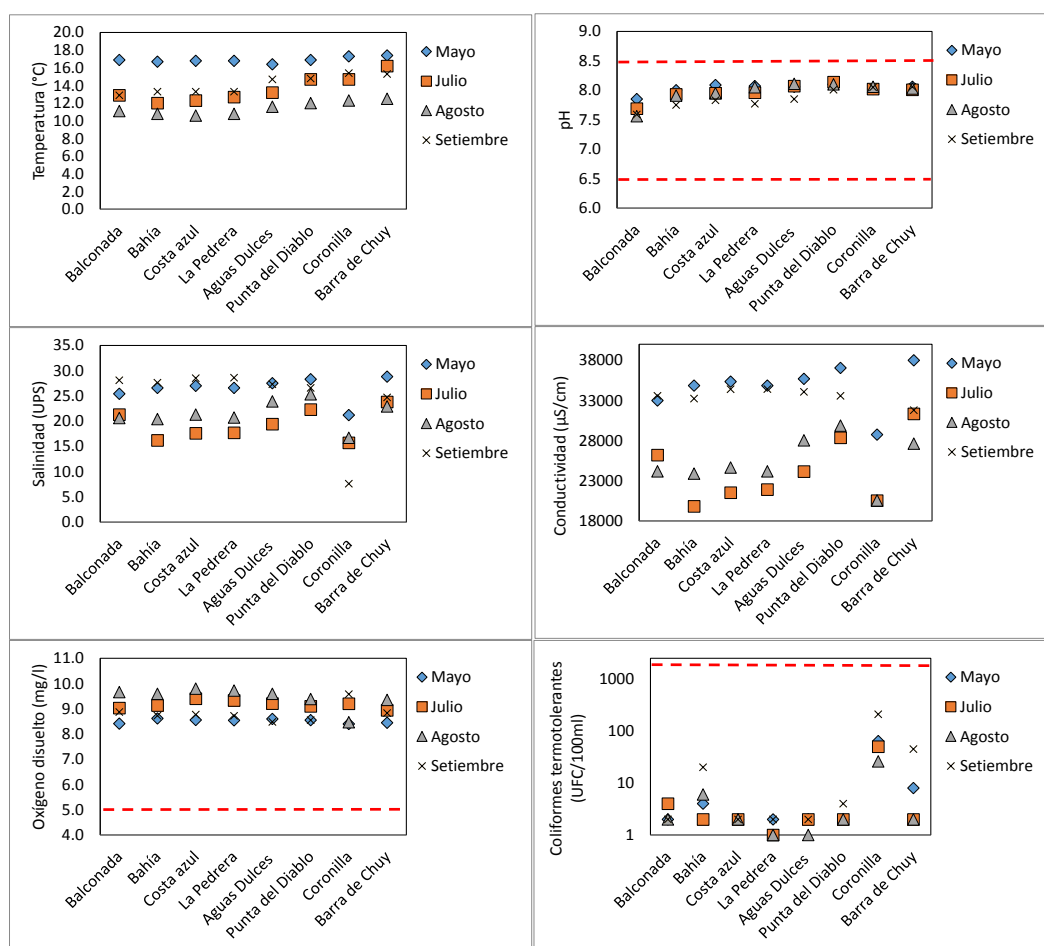 20.0
18.0
16.0
14.0
12.0
10.0
8.0
6.0
4.0
2.0
0.0
Temperatura (°C)
Balconada
Bahía
Costa azul
La Pedrera
Aguas Dulces
Punta del Diablo
Coronilla
Barra de Chuy
Mayo
Julio
Agosto
Setiembre
9.0
8.5
8.0
7.5
7.0
6.5
6.0
pH
Balconada
Bahía
Costa azul
La Pedrera
Aguas Dulces
Punta del Diablo
Coronilla
Barra de Chuy
Mayo
Julio
Agosto
Setiembre
35.0
30.0
25.0
20.0
15.0
10.0
5.0
0.0
Salinidad (UPS)
Balconada
Bahía
Costa azul
La Pedrera
Aguas Dulces
Punta del Diablo
Coronilla
Barra de Chuy
Mayo
Julio
Agosto
Setiembre
38000
33000
28000
23000
18000
Conductividad (µS/cm)
Balconada
Bahía
Costa azul
La Pedrera
Aguas Dulces
Punta del Diablo
Coronilla
Barra de Chuy
Mayo
Julio
Agosto
Setiembre
11.0
10.0
9.0
8.0
7.0
6.0
5.0
4.0
Oxígeno disuelto (mg/l)
Balconada
Bahía
Costa azul
La Pedrera
Aguas Dulces
Punta del Diablo
Coronilla
Barra de Chuy
Mayo
Julio
Agosto
Setiembre
1000
100
10
1
Coliformes termotolerantes
(UFC/100ml)
Balconada
Bahía
Costa azul
La Pedrera
Aguas Dulces
Punta del Diablo
Coronilla
Barra de Chuy
Mayo
Julio
Agosto
Setiembre